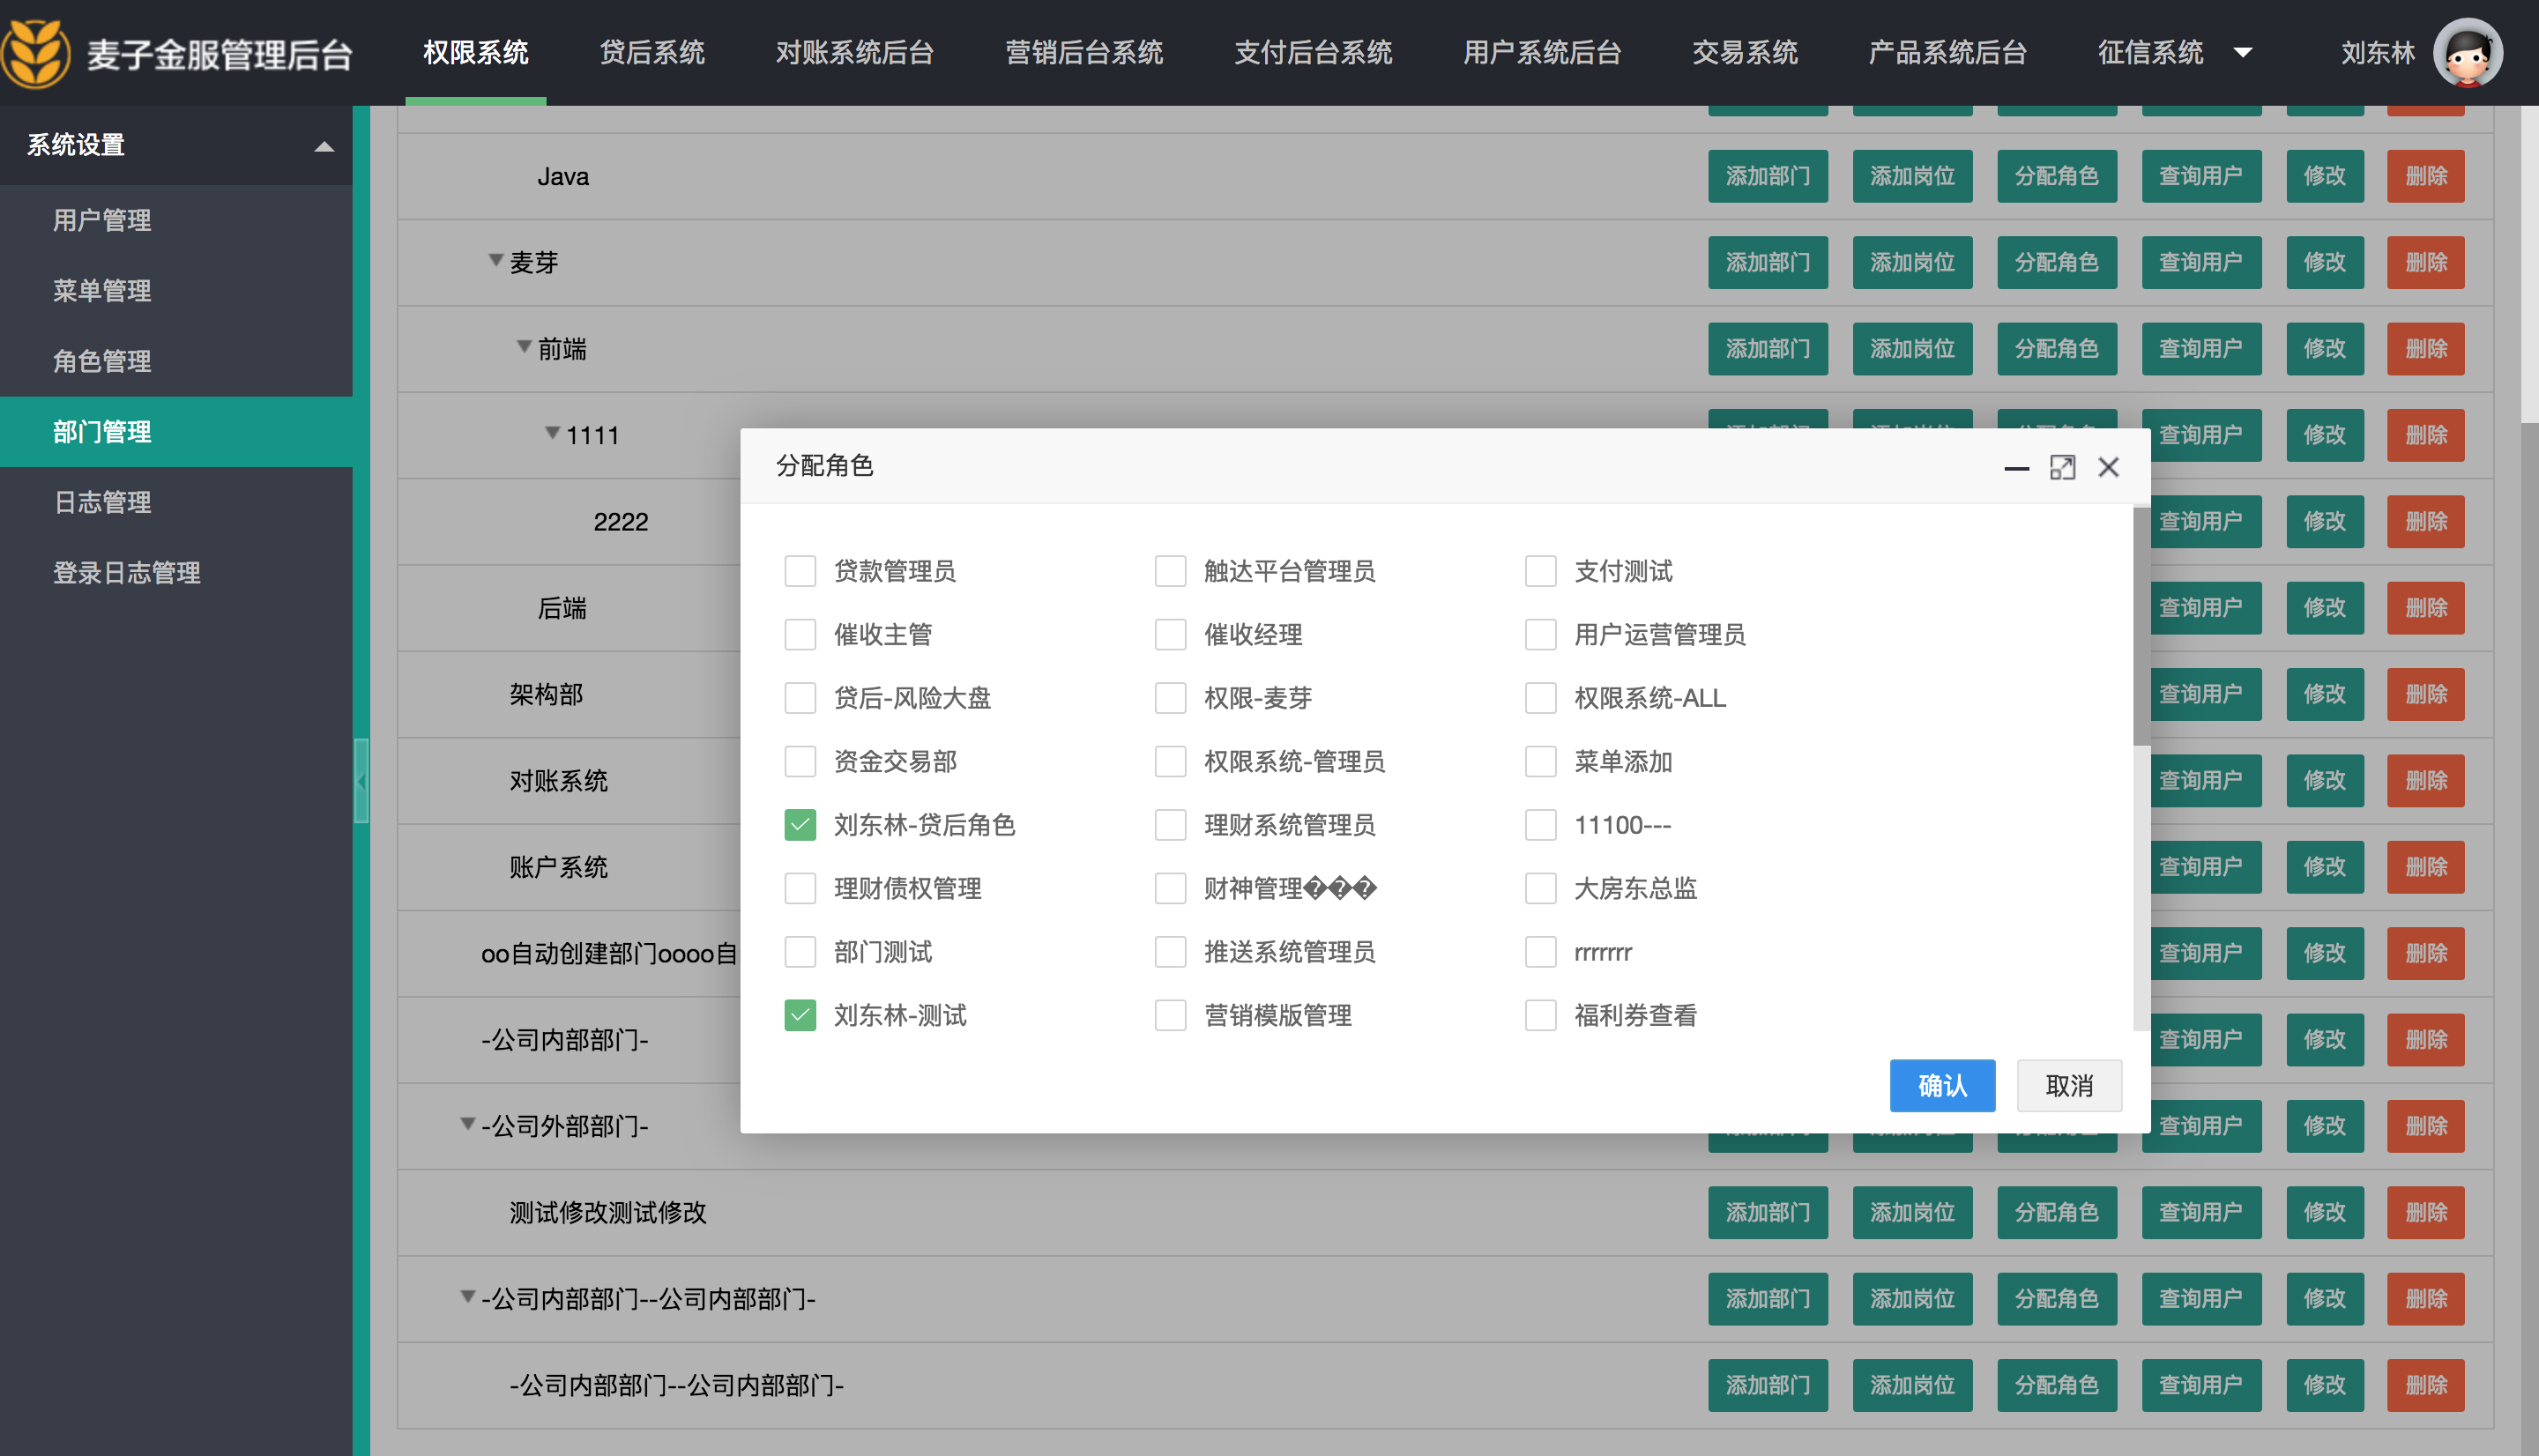 麦子金服管理后台 权限系统 贷后系统 对账系统后台 营销后台系统 支付后台系统 用户系统后台 交易系统 产品系统后台 征信系统 刘东林
系统设置
用户管理
菜单管理
角色管理
部门管理
日志管理
登录日志管理
Java 添加部门 添加岗位 分配角色 查询用户 修改 删除
麦芽 添加部门 添加岗位 分配角色 查询用户 修改 删除
前端 添加部门 添加岗位 分配角色 查询用户 修改 删除
1111 查询用户 修改 删除
2222 查询用户 修改 删除
后端 查询用户 修改 删除
架构部 查询用户 修改 删除
对账系统 查询用户 修改 删除
账户系统 查询用户 修改 删除
oo自动创建部门oooo自 查询用户 修改 删除
-公司内部部门- 查询用户 修改 删除
-公司外部部门- 查询用户 修改 删除
测试修改测试修改 添加部门 添加岗位 分配角色 查询用户 修改 删除
-公司内部部门--公司内部部门- 添加部门 添加岗位 分配角色 查询用户 修改 删除
-公司内部部门--公司内部部门- 添加部门 添加岗位 分配角色 查询用户 修改 删除
分配角色
贷款管理员 触达平台管理员 支付测试
催收主管 催收经理 用户运营管理员
贷后-风险大盘 权限-麦芽 权限系统-ALL
资金交易部 权限系统-管理员 菜单添加
刘东林-贷后角色 理财系统管理员 11100---
理财债权管理 财神管理��� 大房东总监
部门测试 推送系统管理员 rrrrrrr
刘东林-测试 营销模版管理 福利券查看
确认 取消